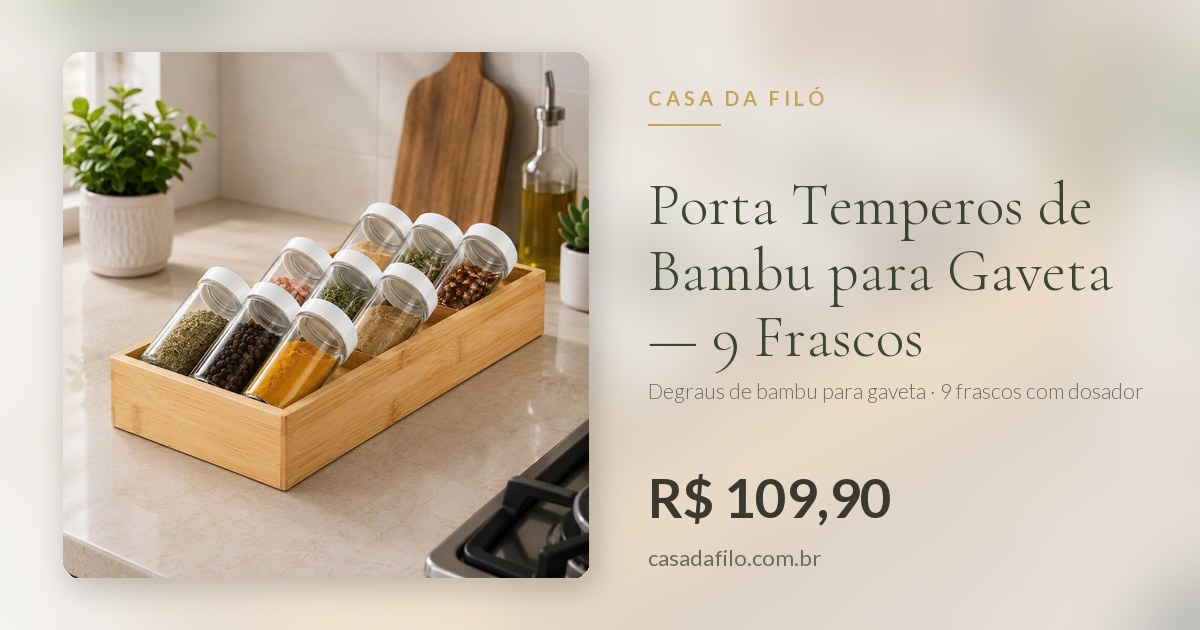 CASA DA FILÓ
Porta Temperos de
Bambu para Gaveta
— 9 Frascos
Degraus de bambu para gaveta · 9 frascos com dosador
R$ 109,90
casadafilo.com.br